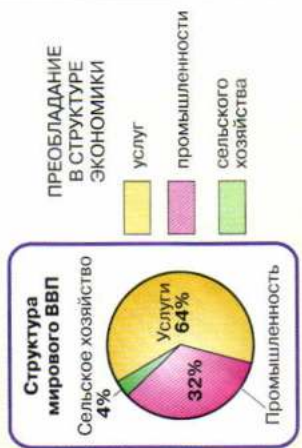 Структура
мирового ВВП
Сельское хозяйство
4%
Услуги
64%
32%
Промышленность
ПРЕОБЛАДАНИЕ
В СТРУКТУРЕ
ЭКОНОМИКИ
услуг
промышленности
сельского
хозяйства